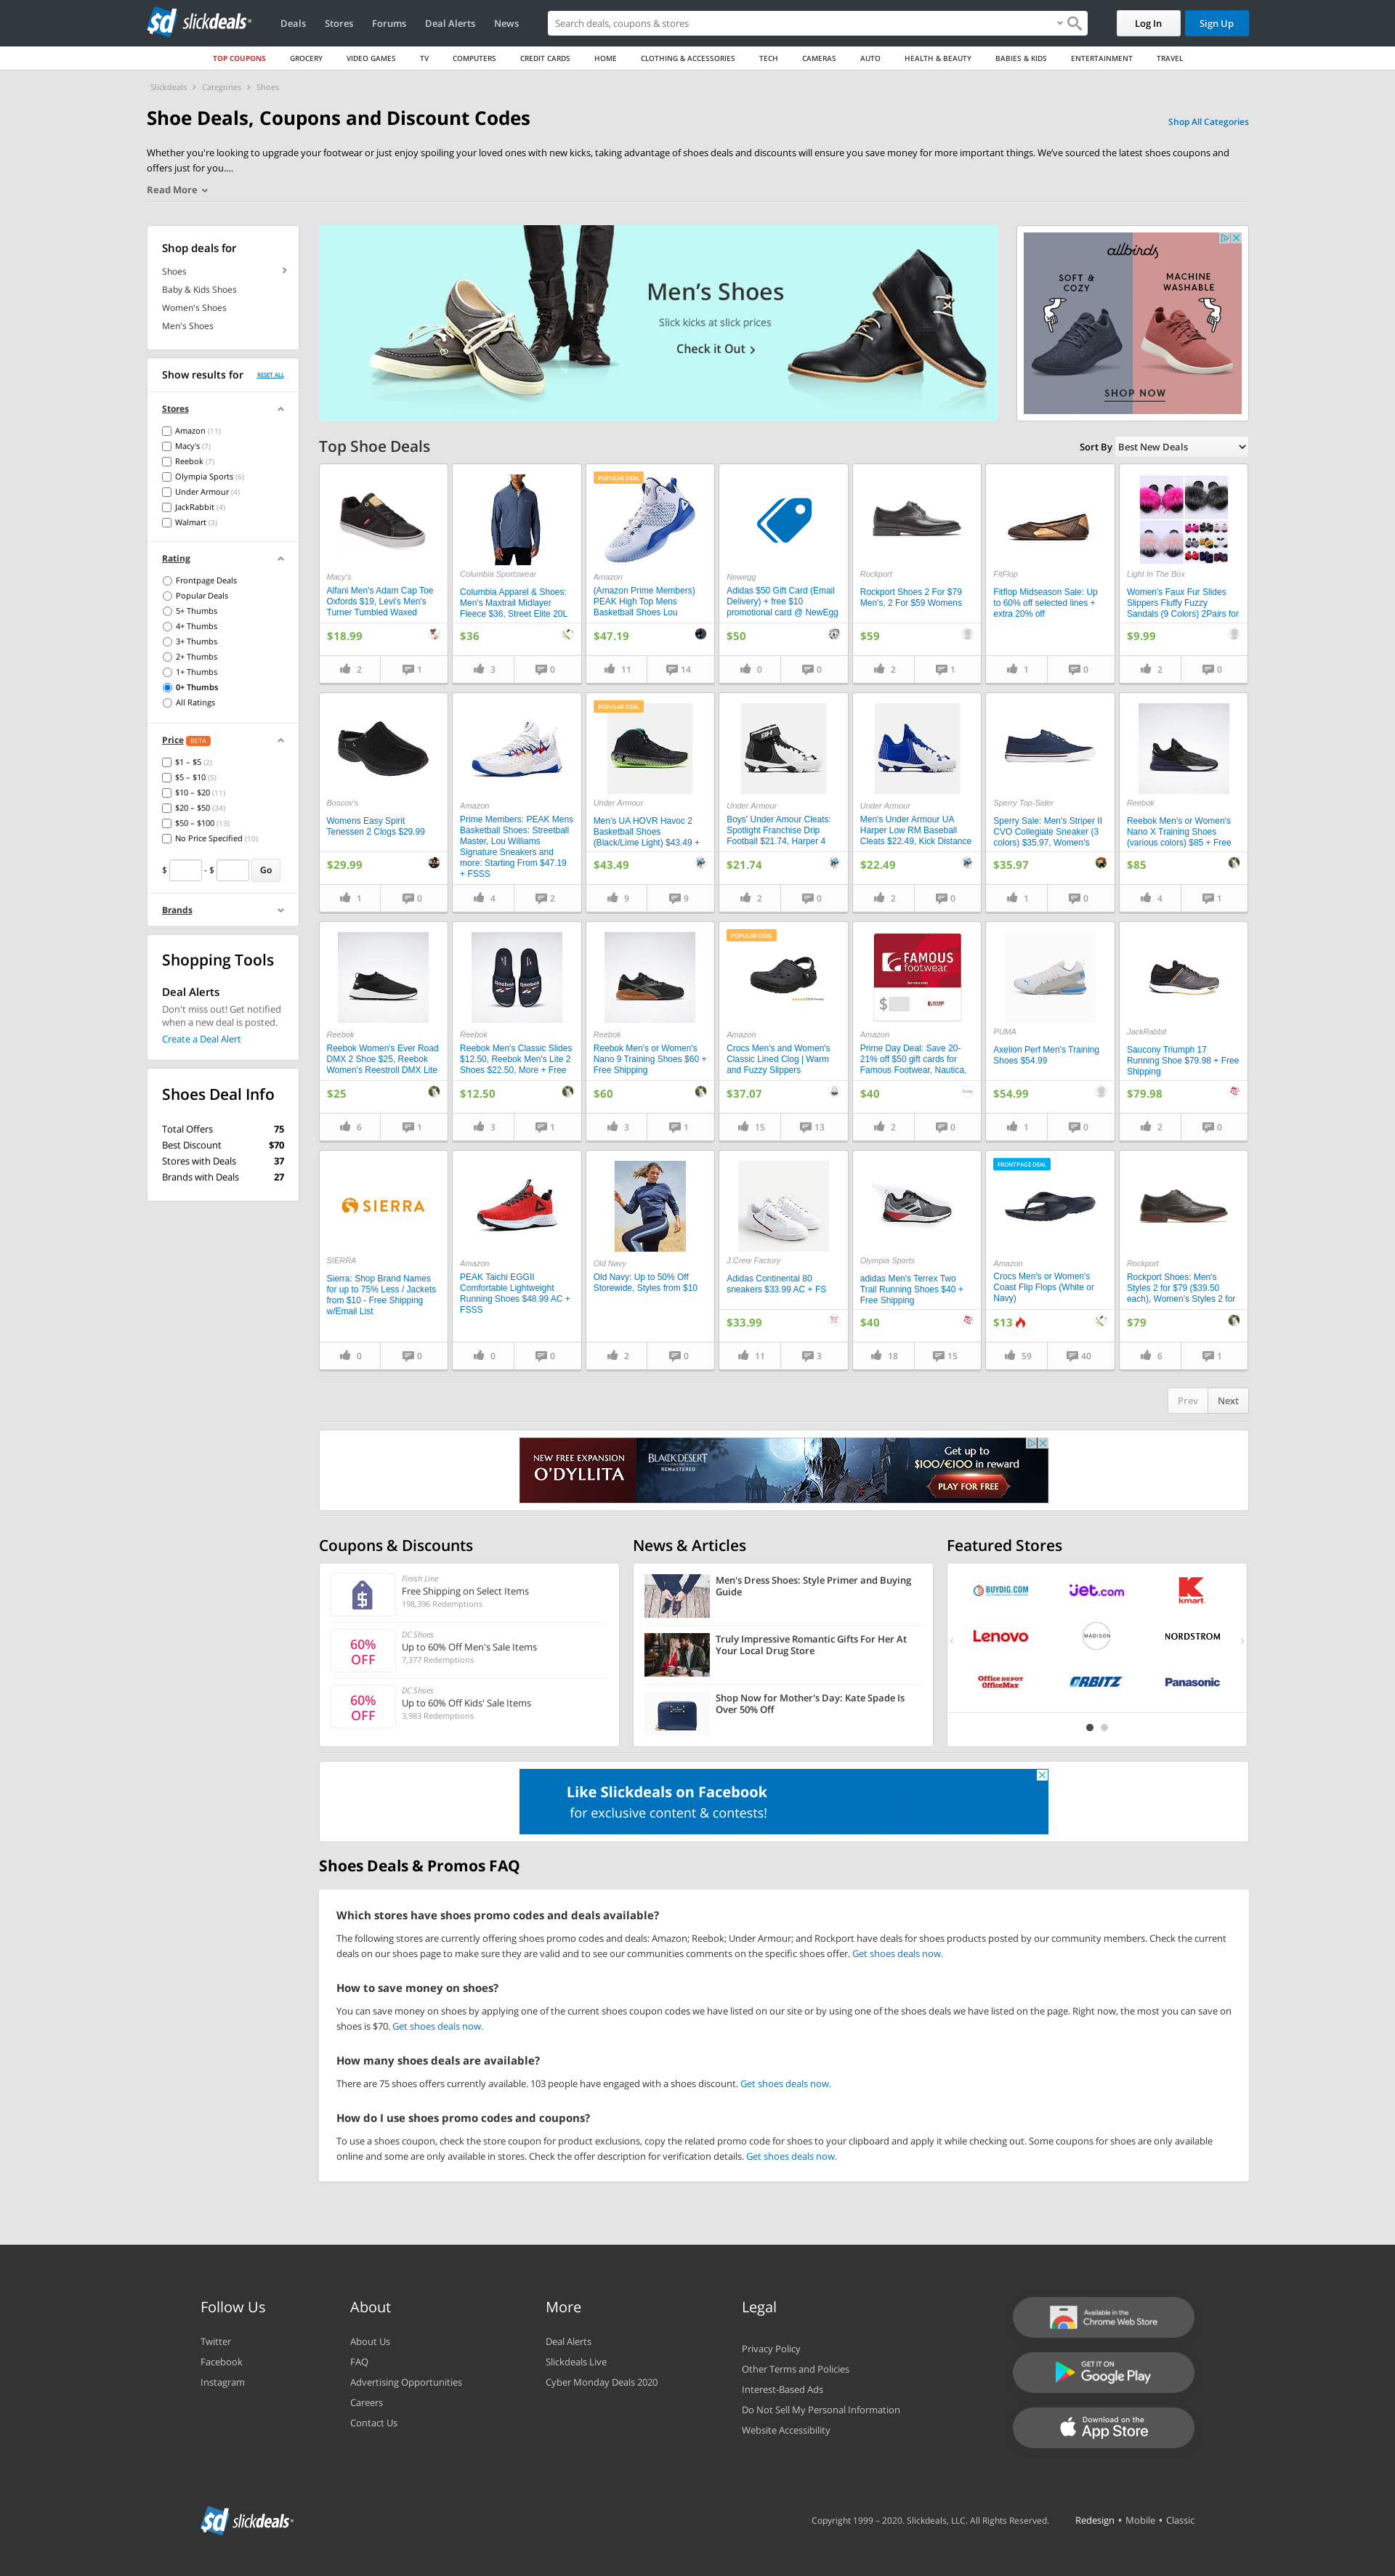 sd slickdeals
Deals
Stores
Forums
Deal Alerts
News
Search deals, coupons & stores
Log In
Sign Up
TOP COUPONS
GROCERY
VIDEO GAMES
TV
COMPUTERS
CREDIT CARDS
HOME
CLOTHING & ACCESSORIES
TECH
CAMERAS
AUTO
HEALTH & BEAUTY
BABIES & KIDS
ENTERTAINMENT
TRAVEL
Slickdeals › Categories › Shoes
Shoe Deals, Coupons and Discount Codes
Shop All Categories
Whether you're looking to upgrade your footwear or just enjoy spoiling your loved ones with new kicks, taking advantage of shoes deals and discounts will ensure you save money for more important things. We've sourced the latest shoes coupons and
offers just for you....
Read More
Shop deals for
Shoes
Baby & Kids Shoes
Women's Shoes
Men's Shoes
Show results for
RESET ALL
Stores
Amazon (11)
Macy's (7)
Reebok (7)
Olympia Sports (6)
Under Armour (4)
JackRabbit (4)
Walmart (3)
Rating
Frontpage Deals
Popular Deals
5+ Thumbs
4+ Thumbs
3+ Thumbs
2+ Thumbs
1+ Thumbs
0+ Thumbs
All Ratings
Price BETA
$1 – $5 (2)
$5 – $10 (5)
$10 – $20 (11)
$20 – $50 (34)
$50 – $100 (13)
No Price Specified (10)
$ - $ Go
Brands
Shopping Tools
Deal Alerts
Don't miss out! Get notified
when a new deal is posted.
Create a Deal Alert
Shoes Deal Info
Total Offers 75
Best Discount $70
Stores with Deals 37
Brands with Deals 27
Men's Shoes
Slick kicks at slick prices
Check it Out
allbirds
SOFT &
COZY
MACHINE
WASHABLE
SHOP NOW
Top Shoe Deals
Sort By Best New Deals
Macy's
Alfani Men's Adam Cap Toe
Oxfords $19, Levi's Men's
Turner Tumbled Waxed
$18.99
2 1
Columbia Sportswear
Columbia Apparel & Shoes:
Men's Maxtrail Midlayer
Fleece $36, Street Elite 20L
$36
3 0
POPULAR DEAL
Amazon
(Amazon Prime Members)
PEAK High Top Mens
Basketball Shoes Lou
$47.19
11 14
Newegg
Adidas $50 Gift Card (Email
Delivery) + free $10
promotional card @ NewEgg
$50
0 0
Rockport
Rockport Shoes 2 For $79
Men's, 2 For $59 Womens
$59
2 1
FitFlop
Fitflop Midseason Sale: Up
to 60% off selected lines +
extra 20% off
1 0
Light In The Box
Women's Faux Fur Slides
Slippers Fluffy Fuzzy
Sandals (9 Colors) 2Pairs for
$9.99
2 0
Boscov's
Womens Easy Spirit
Tenessen 2 Clogs $29.99
$29.99
1 0
Amazon
Prime Members: PEAK Mens
Basketball Shoes: Streetball
Master, Lou Williams
Signature Sneakers and
more: Starting From $47.19
+ FSSS
4 2
POPULAR DEAL
Under Armour
Men's UA HOVR Havoc 2
Basketball Shoes
(Black/Lime Light) $43.49 +
$43.49
9 9
Under Armour
Boys' Under Amour Cleats:
Spotlight Franchise Drip
Football $21.74, Harper 4
$21.74
2 0
Under Armour
Men's Under Armour UA
Harper Low RM Baseball
Cleats $22.49, Kick Distance
$22.49
2 0
Sperry Top-Sider
Sperry Sale: Men's Striper II
CVO Collegiate Sneaker (3
colors) $35.97, Women's
$35.97
1 0
Reebok
Reebok Men's or Women's
Nano X Training Shoes
(various colors) $85 + Free
$85
4 1
Reebok
Reebok Women's Ever Road
DMX 2 Shoe $25, Reebok
Women's Reestroll DMX Lite
$25
6 1
Reebok
Reebok Men's Classic Slides
$12.50, Reebok Men's Lite 2
Shoes $22.50, More + Free
$12.50
3 1
Reebok
Reebok Men's or Women's
Nano 9 Training Shoes $60 +
Free Shipping
$60
3 1
POPULAR DEAL
Amazon
Crocs Men's and Women's
Classic Lined Clog | Warm
and Fuzzy Slippers
$37.07
15 13
FAMOUS
footwear
$
Amazon
Prime Day Deal: Save 20-
21% off $50 gift cards for
Famous Footwear, Nautica,
$40
2 0
PUMA
Axelion Perf Men's Training
Shoes $54.99
$54.99
1 0
JackRabbit
Saucony Triumph 17
Running Shoe $79.98 + Free
Shipping
$79.98
2 0
SIERRA
SIERRA
Sierra: Shop Brand Names
for up to 75% Less / Jackets
from $10 - Free Shipping
w/Email List
0 0
Amazon
PEAK Taichi EGGII
Comfortable Lightweight
Running Shoes $48.99 AC +
FSSS
0 0
Old Navy
Old Navy: Up to 50% Off
Storewide, Styles from $10
2 0
J.Crew Factory
Adidas Continental 80
sneakers $33.99 AC + FS
$33.99
11 3
Olympia Sports
adidas Men's Terrex Two
Trail Running Shoes $40 +
Free Shipping
$40
18 15
FRONTPAGE DEAL
Amazon
Crocs Men's or Women's
Coast Flip Flops (White or
Navy)
$13
59 40
Rockport
Rockport Shoes: Men's
Styles 2 for $79 ($39.50
each), Women's Styles 2 for
$79
6 1
Prev
Next
NEW FREE EXPANSION
O'DYLLITA
BLACK DESERT
REMASTERED
Get up to
$100/€100 in reward
PLAY FOR FREE
Coupons & Discounts
Finish Line
Free Shipping on Select Items
198,396 Redemptions
60%
OFF
DC Shoes
Up to 60% Off Men's Sale Items
7,377 Redemptions
60%
OFF
DC Shoes
Up to 60% Off Kids' Sale Items
3,983 Redemptions
News & Articles
Men's Dress Shoes: Style Primer and Buying
Guide
Truly Impressive Romantic Gifts For Her At
Your Local Drug Store
Shop Now for Mother's Day: Kate Spade Is
Over 50% Off
Featured Stores
BUYDIG.COM
jet.com
K
kmart
Lenovo
MADISON
NORDSTROM
Office DEPOT
OfficeMax
ORBITZ
Panasonic
Like Slickdeals on Facebook
for exclusive content & contests!
Shoes Deals & Promos FAQ
Which stores have shoes promo codes and deals available?
The following stores are currently offering shoes promo codes and deals: Amazon; Reebok; Under Armour; and Rockport have deals for shoes products posted by our community members. Check the current
deals on our shoes page to make sure they are valid and to see our communities comments on the specific shoes offer. Get shoes deals now.
How to save money on shoes?
You can save money on shoes by applying one of the current shoes coupon codes we have listed on our site or by using one of the shoes deals we have listed on the page. Right now, the most you can save on
shoes is $70. Get shoes deals now.
How many shoes deals are available?
There are 75 shoes offers currently available. 103 people have engaged with a shoes discount. Get shoes deals now.
How do I use shoes promo codes and coupons?
To use a shoes coupon, check the store coupon for product exclusions, copy the related promo code for shoes to your clipboard and apply it while checking out. Some coupons for shoes are only available
online and some are only available in stores. Check the offer description for verification details. Get shoes deals now.
Follow Us
Twitter
Facebook
Instagram
About
About Us
FAQ
Advertising Opportunities
Careers
Contact Us
More
Deal Alerts
Slickdeals Live
Cyber Monday Deals 2020
Legal
Privacy Policy
Other Terms and Policies
Interest-Based Ads
Do Not Sell My Personal Information
Website Accessibility
Available in the
Chrome Web Store
GET IT ON
Google Play
Download on the
App Store
sd slickdeals
Copyright 1999 – 2020. Slickdeals, LLC. All Rights Reserved.
Redesign • Mobile • Classic